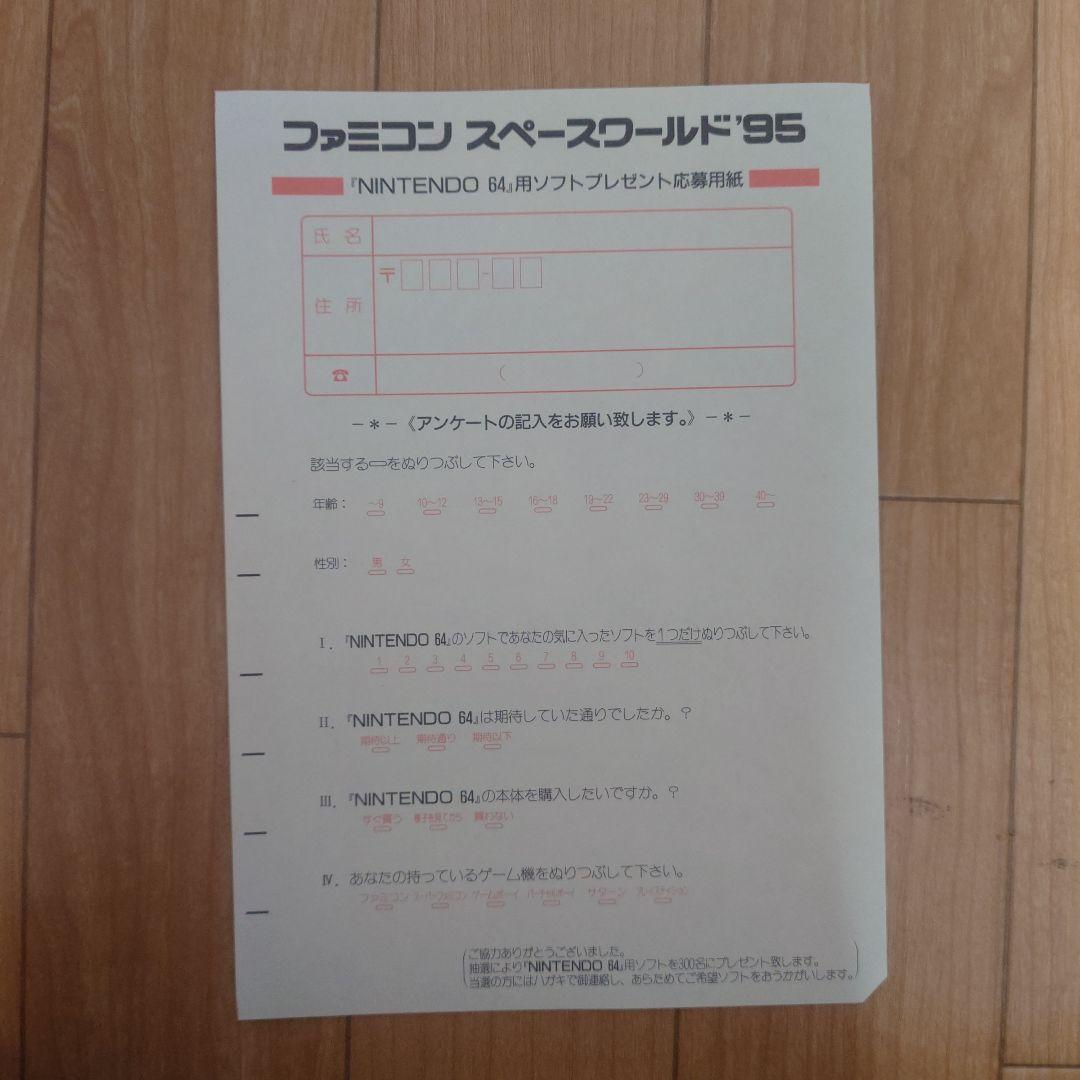 ファミコン スペースワールド'95
『NINTENDO 64』用ソフトプレゼント応募用紙
氏 名
〒 -
住 所
☎ ( )
－＊－《アンケートの記入をお願い致します。》－＊－
該当する⊂⊃をぬりつぶして下さい。
年齢： ～9 10～12 13～15 16～18 19～22 23～29 30～39 40～
性別： 男 女
Ⅰ．『NINTENDO 64』のソフトであなたの気に入ったソフトを1つだけぬりつぶして下さい。
1 2 3 4 5 6 7 8 9 10
Ⅱ．『NINTENDO 64』は期待していた通りでしたか。？
期待以上 期待通り 期待以下
Ⅲ．『NINTENDO 64』の本体を購入したいですか。？
すぐ買う 様子を見てから 買わない
Ⅳ．あなたの持っているゲーム機をぬりつぶして下さい。
ファミコン スーパーファミコン ゲームボーイ バーチャルボーイ サターン プレイステイション
ご協力ありがとうございました。
抽選により『NINTENDO 64』用ソフトを300名にプレゼント致します。
当選の方にはハガキで御連絡し、あらためてご希望ソフトをおうかがいします。